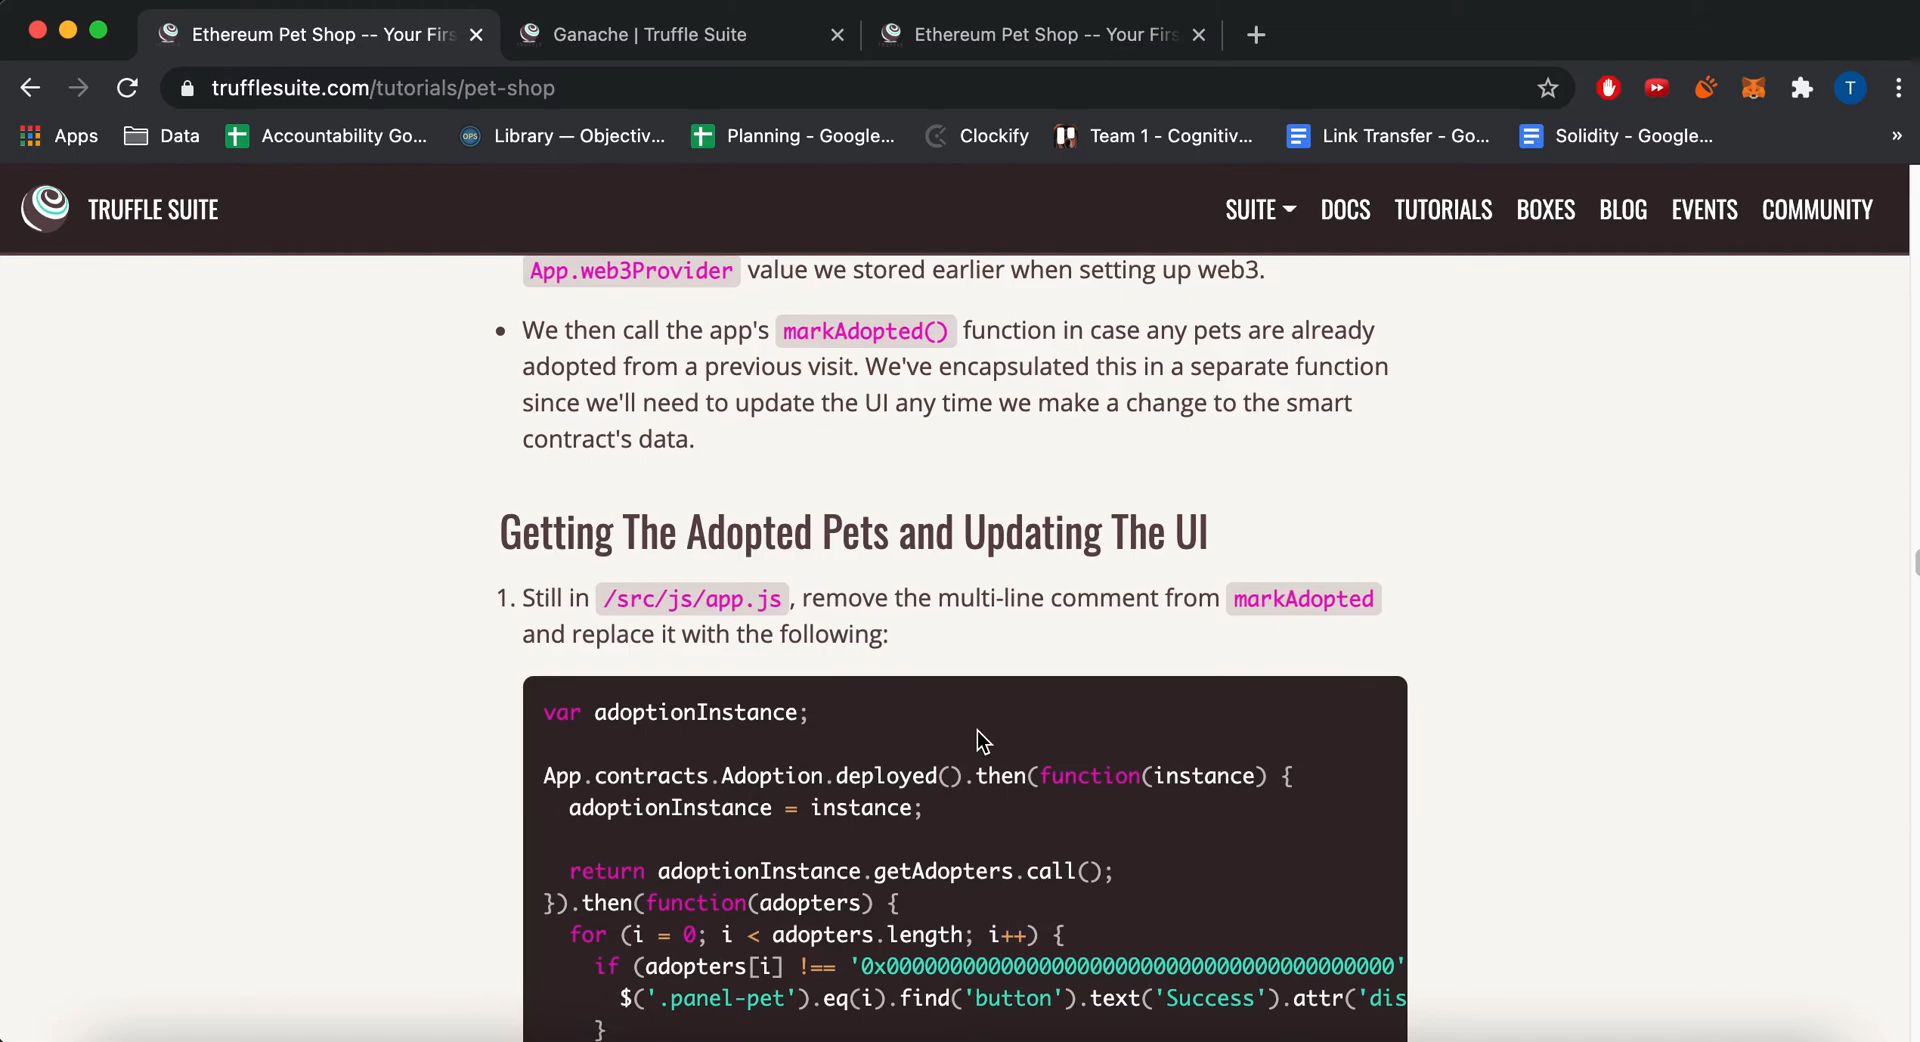 Ethereum Pet Shop -- Your Firs
Ganache | Truffle Suite
Ethereum Pet Shop -- Your Firs
trufflesuite.com/tutorials/pet-shop
T
Apps
Data
Accountability Go...
OPS
Library — Objectiv...
Planning - Google...
Clockify
Team 1 - Cognitiv...
Link Transfer - Go...
Solidity - Google...
»
TRUFFLE SUITE
SUITE
DOCS
TUTORIALS
BOXES
BLOG
EVENTS
COMMUNITY
App.web3Provider value we stored earlier when setting up web3.
• We then call the app's markAdopted() function in case any pets are already
adopted from a previous visit. We've encapsulated this in a separate function
since we'll need to update the UI any time we make a change to the smart
contract's data.
Getting The Adopted Pets and Updating The UI
1. Still in /src/js/app.js, remove the multi-line comment from markAdopted
and replace it with the following:
var adoptionInstance;
App.contracts.Adoption.deployed().then(function(instance) {
adoptionInstance = instance;
return adoptionInstance.getAdopters.call();
}).then(function(adopters) {
for (i = 0; i < adopters.length; i++) {
if (adopters[i] !== '0x0000000000000000000000000000000000000000'
$('.panel-pet').eq(i).find('button').text('Success').attr('dis
}